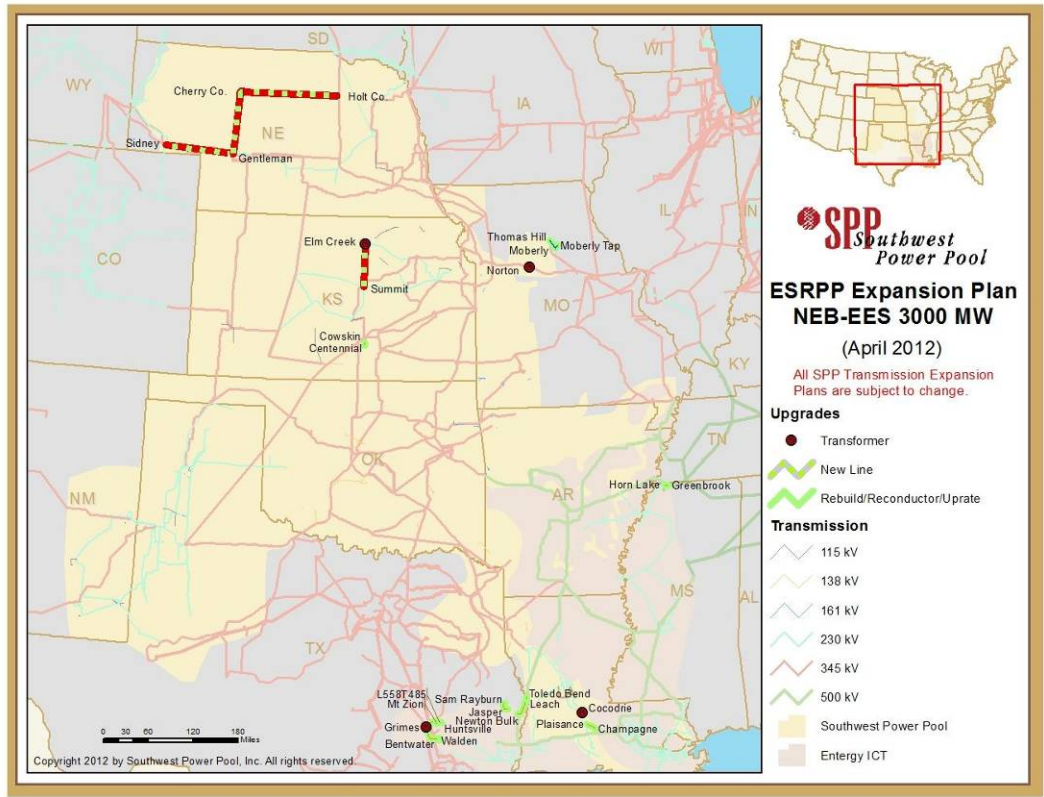 SD
WY
WI
Cherry Co.
Holt Co.
IA
NE
Sidney
Gentleman
IL
IN
Thomas Hill
Moberly
Moberly Tap
Elm Creek
Norton
CO
KS
Summit
MO
Cowskin
Centennial
KY
TN
OK
NM
AR
Horn Lake
Greenbrook
MS
AL
TX
L558T485
Mt Zion
Sam Rayburn
Toledo Bend
Leach
Jasper
Newton Bulk
Cocodrie
Grimes
Huntsville
Plaisance
Champagne
Bentwater
Walden
0 30 60 120 180
Miles
Copyright 2012 by Southwest Power Pool, Inc. All rights reserved.
SPP
Southwest
Power Pool
ESRPP Expansion Plan
NEB-EES 3000 MW
(April 2012)
All SPP Transmission Expansion
Plans are subject to change.
Upgrades
Transformer
New Line
Rebuild/Reconductor/Uprate
Transmission
115 kV
138 kV
161 kV
230 kV
345 kV
500 kV
Southwest Power Pool
Entergy ICT